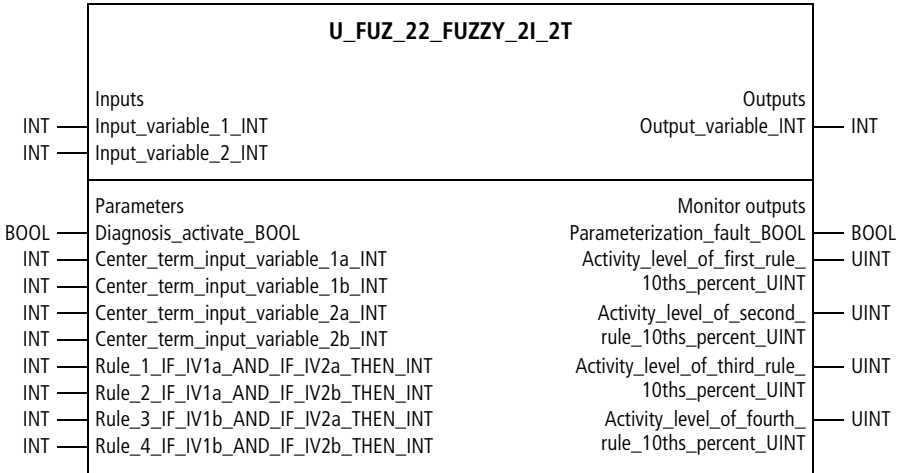 U_FUZ_22_FUZZY_2I_2T
Inputs Outputs
INT Input_variable_1_INT Output_variable_INT INT
INT Input_variable_2_INT
Parameters Monitor outputs
BOOL Diagnosis_activate_BOOL Parameterization_fault_BOOL BOOL
INT Center_term_input_variable_1a_INT Activity_level_of_first_rule_ UINT
INT Center_term_input_variable_1b_INT 10ths_percent_UINT
INT Center_term_input_variable_2a_INT Activity_level_of_second_ UINT
INT Center_term_input_variable_2b_INT rule_10ths_percent_UINT
INT Rule_1_IF_IV1a_AND_IF_IV2a_THEN_INT Activity_level_of_third_rule_ UINT
INT Rule_2_IF_IV1a_AND_IF_IV2b_THEN_INT 10ths_percent_UINT
INT Rule_3_IF_IV1b_AND_IF_IV2a_THEN_INT Activity_level_of_fourth_ UINT
INT Rule_4_IF_IV1b_AND_IF_IV2b_THEN_INT rule_10ths_percent_UINT